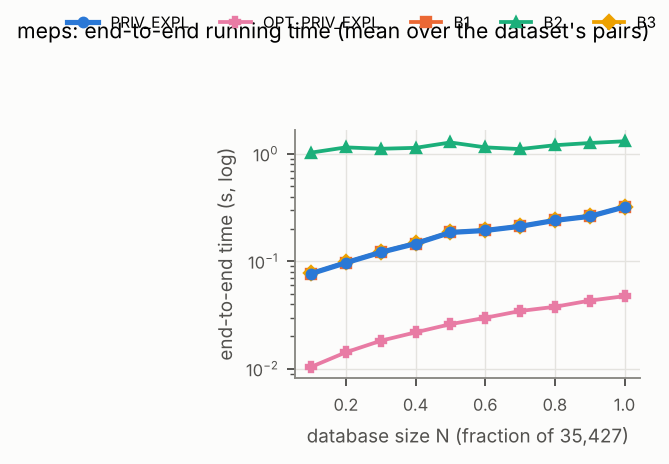 PRIV_EXPL OPT_PRIV_EXPL B1 B2 B3
meps: end-to-end running time (mean over the dataset's pairs)
end-to-end time (s, log)
10⁰
10⁻¹
10⁻²
0.2 0.4 0.6 0.8 1.0
database size N (fraction of 35,427)